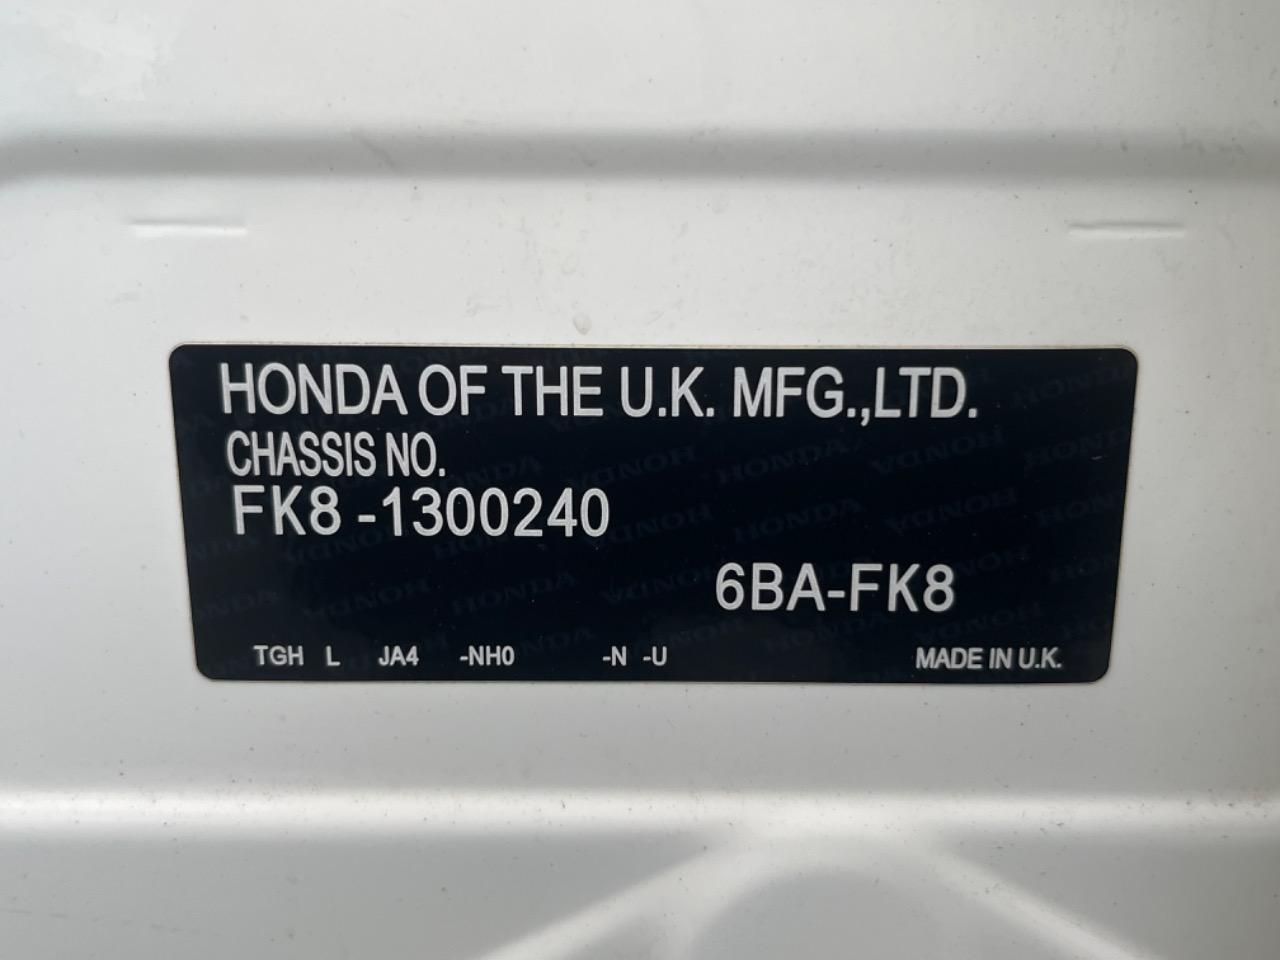 HONDA OF THE U.K. MFG.,LTD.
CHASSIS NO.
FK8 -1300240
6BA-FK8
TGH L JA4 -NH0 -N -U MADE IN U.K.